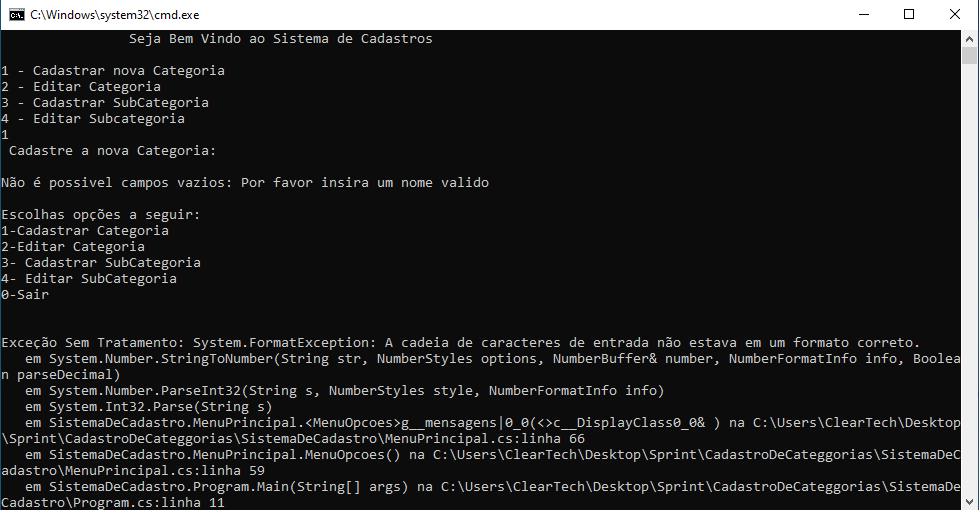 C:\Windows\system32\cmd.exe
Seja Bem Vindo ao Sistema de Cadastros
1 - Cadastrar nova Categoria
2 - Editar Categoria
3 - Cadastrar SubCategoria
4 - Editar Subcategoria
1
Cadastre a nova Categoria:
Não é possivel campos vazios: Por favor insira um nome valido
Escolhas opções a seguir:
1-Cadastrar Categoria
2-Editar Categoria
3- Cadastrar SubCategoria
4- Editar SubCategoria
0-Sair
Exceção Sem Tratamento: System.FormatException: A cadeia de caracteres de entrada não estava em um formato correto.
em System.Number.StringToNumber(String str, NumberStyles options, NumberBuffer& number, NumberFormatInfo info, Boolea
n parseDecimal)
em System.Number.ParseInt32(String s, NumberStyles style, NumberFormatInfo info)
em System.Int32.Parse(String s)
em SistemaDeCadastro.MenuPrincipal.<MenuOpcoes>g__mensagens|0_0(<>c__DisplayClass0_0& ) na C:\Users\ClearTech\Desktop
\Sprint\CadastroDeCateggorias\SistemaDeCadastro\MenuPrincipal.cs:linha 66
em SistemaDeCadastro.MenuPrincipal.MenuOpcoes() na C:\Users\ClearTech\Desktop\Sprint\CadastroDeCateggorias\SistemaDeC
adastro\MenuPrincipal.cs:linha 59
em SistemaDeCadastro.Program.Main(String[] args) na C:\Users\ClearTech\Desktop\Sprint\CadastroDeCateggorias\SistemaDe
Cadastro\Program.cs:linha 11